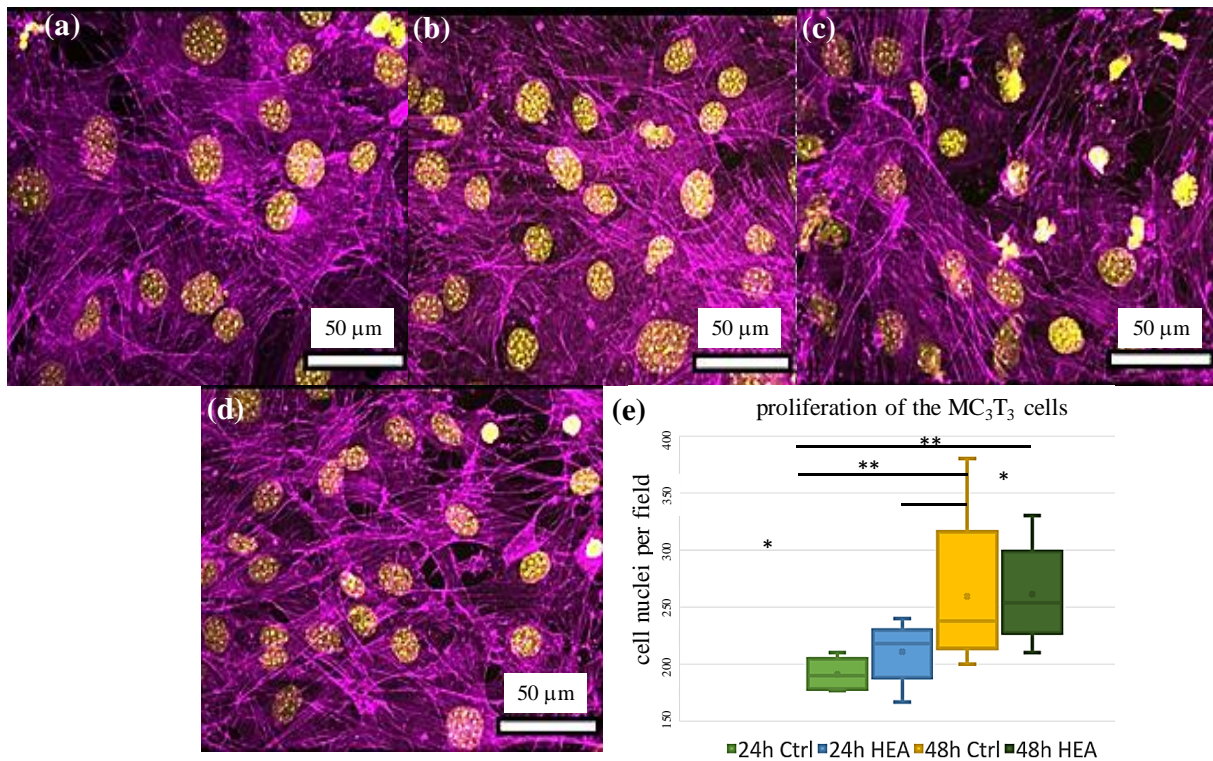 (a)
(b)
(c)
50 µm
50 µm
50 µm
(d)
50 µm
(e)
proliferation of the MC₃T₃ cells
cell nuclei per field
400
350
300
250
200
150
**
**
*
*
24h Ctrl 24h HEA 48h Ctrl 48h HEA